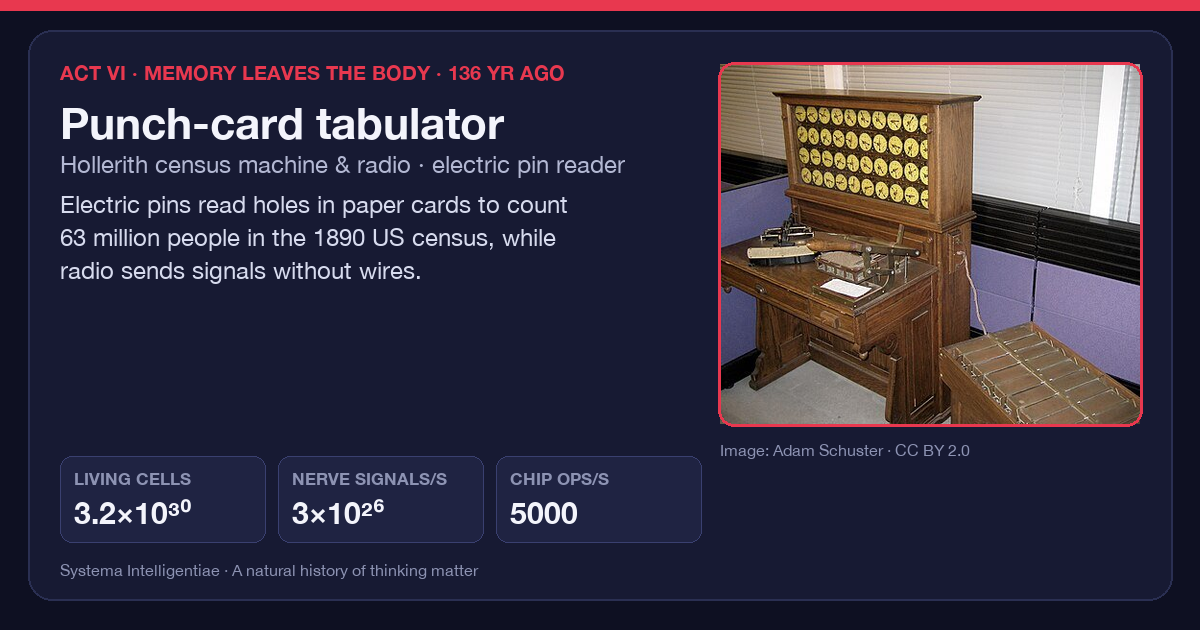 ACT VI · MEMORY LEAVES THE BODY · 136 YR AGO
Punch-card tabulator
Hollerith census machine & radio · electric pin reader
Electric pins read holes in paper cards to count
63 million people in the 1890 US census, while
radio sends signals without wires.
Image: Adam Schuster · CC BY 2.0
LIVING CELLS
3.2×10³⁰
NERVE SIGNALS/S
3×10²⁶
CHIP OPS/S
5000
Systema Intelligentiae · A natural history of thinking matter